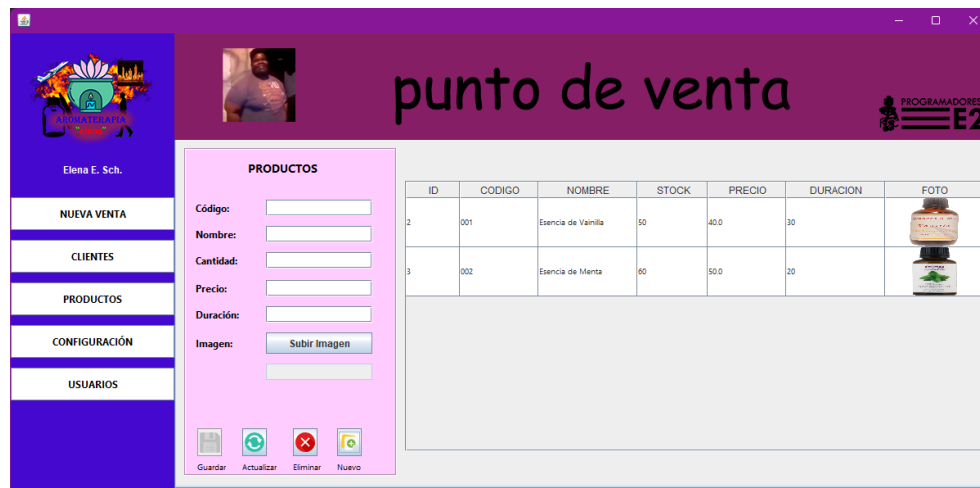 punto de venta
PROGRAMADORES
E2
AROMATERAPIA
Elena E. Sch.
NUEVA VENTA
CLIENTES
PRODUCTOS
CONFIGURACIÓN
USUARIOS
PRODUCTOS
Código:
Nombre:
Cantidad:
Precio:
Duración:
Imagen: Subir Imagen
Guardar Actualizar Eliminar Nuevo
ID CODIGO NOMBRE STOCK PRECIO DURACION FOTO
2 001 Esencia de Vainilla 50 40.0 30
3 002 Esencia de Menta 60 50.0 20